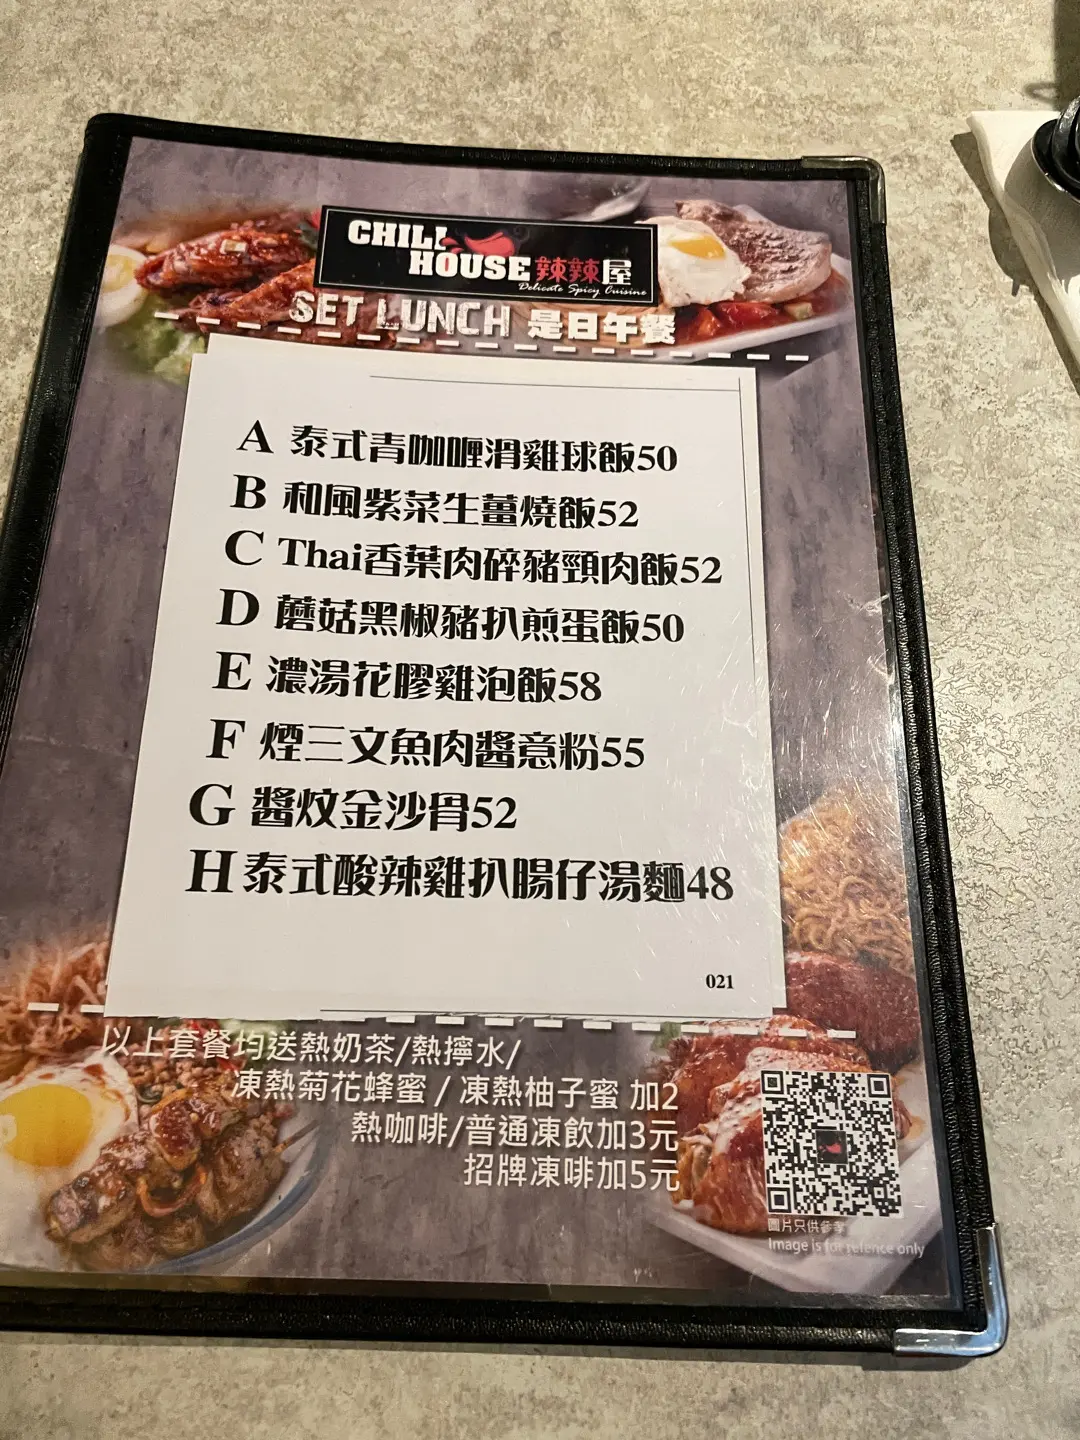 CHILI
HOUSE辣辣屋
Delicate Spicy Cuisine
SET LUNCH 是日午餐
A 泰式青咖喱滑雞球飯50
B 和風紫菜生薑燒飯52
C Thai香葉肉碎豬頸肉飯52
D 蘑菇黑椒豬扒煎蛋飯50
E 濃湯花膠雞泡飯58
F 煙三文魚肉醬意粉55
G 醬炆金沙骨52
H 泰式酸辣雞扒腸仔湯麵48
021
以上套餐均送熱奶茶/熱檸水/
凍熱菊花蜂蜜 / 凍熱柚子蜜 加2
熱咖啡/普通凍飲加3元
招牌凍啡加5元
圖片只供參考
Image is for refence only